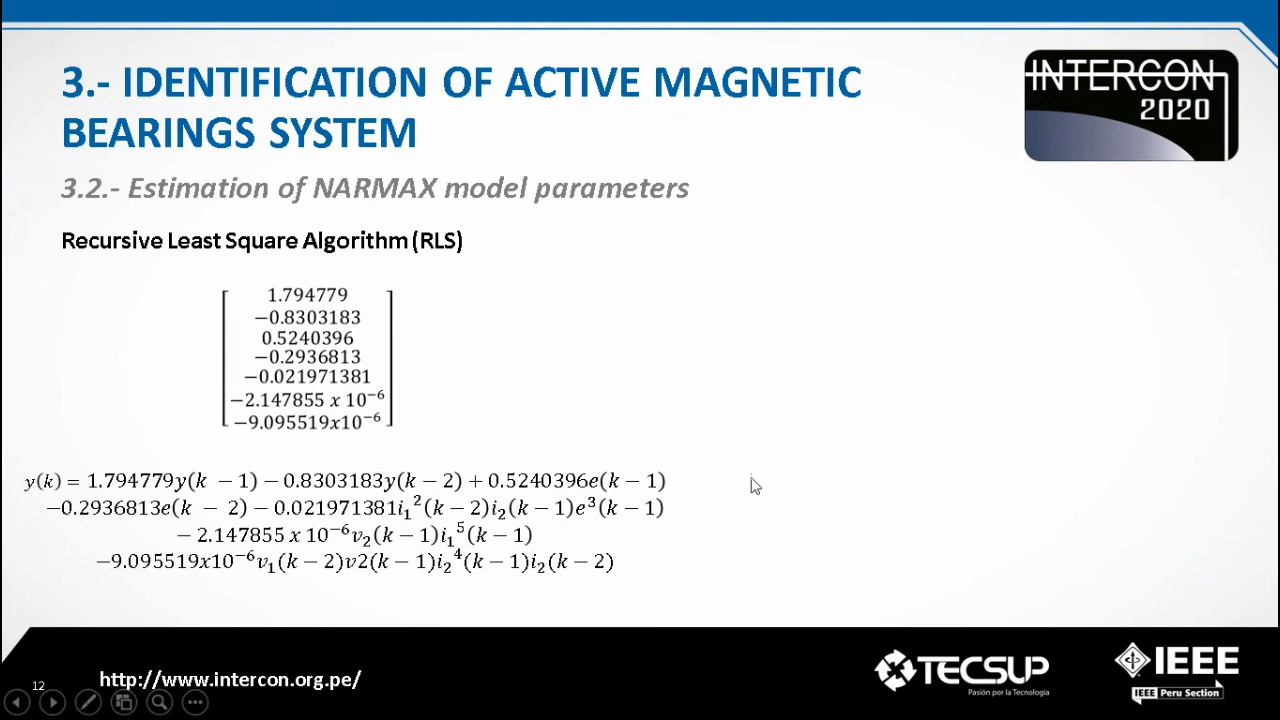 3.- IDENTIFICATION OF ACTIVE MAGNETIC
BEARINGS SYSTEM
INTERCON
2020
3.2.- Estimation of NARMAX model parameters
Recursive Least Square Algorithm (RLS)
1.794779
−0.8303183
0.5240396
−0.2936813
−0.021971381
−2.147855 x 10⁻⁶
−9.095519x10⁻⁶
y(k) = 1.794779y(k − 1) − 0.8303183y(k − 2) + 0.5240396e(k − 1)
−0.2936813e(k − 2) − 0.021971381i₁²(k − 2)i₂(k − 1)e³(k − 1)
− 2.147855 x 10⁻⁶v₂(k − 1)i₁⁵(k − 1)
−9.095519x10⁻⁶v₁(k − 2)v2(k − 1)i₂⁴(k − 1)i₂(k − 2)
12
http://www.intercon.org.pe/
TECSUP
Pasión por la Tecnología
IEEE
IEEE Peru Section